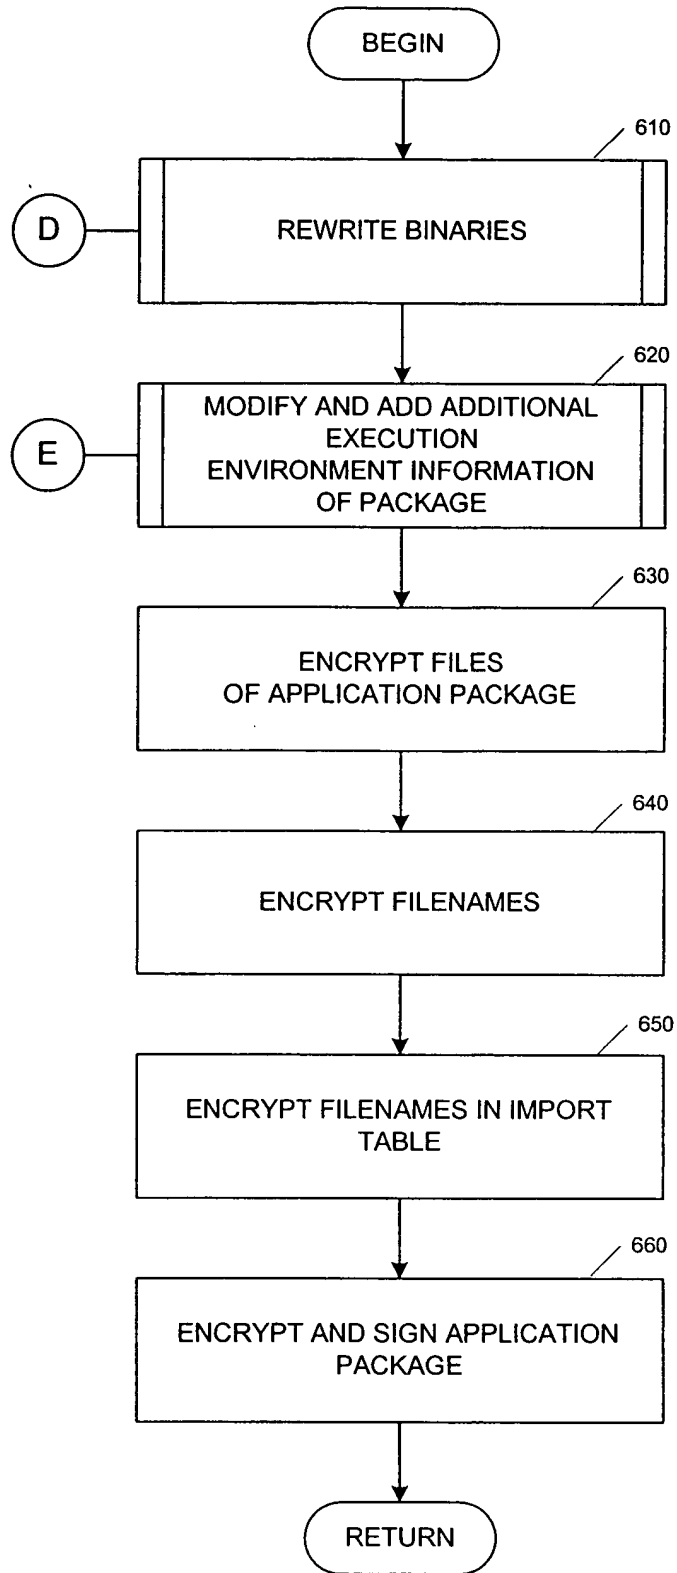 BEGIN
610
D
REWRITE BINARIES
620
MODIFY AND ADD ADDITIONAL
EXECUTION
ENVIRONMENT INFORMATION
OF PACKAGE
E
630
ENCRYPT FILES
OF APPLICATION PACKAGE
640
ENCRYPT FILENAMES
650
ENCRYPT FILENAMES IN IMPORT
TABLE
660
ENCRYPT AND SIGN APPLICATION
PACKAGE
RETURN